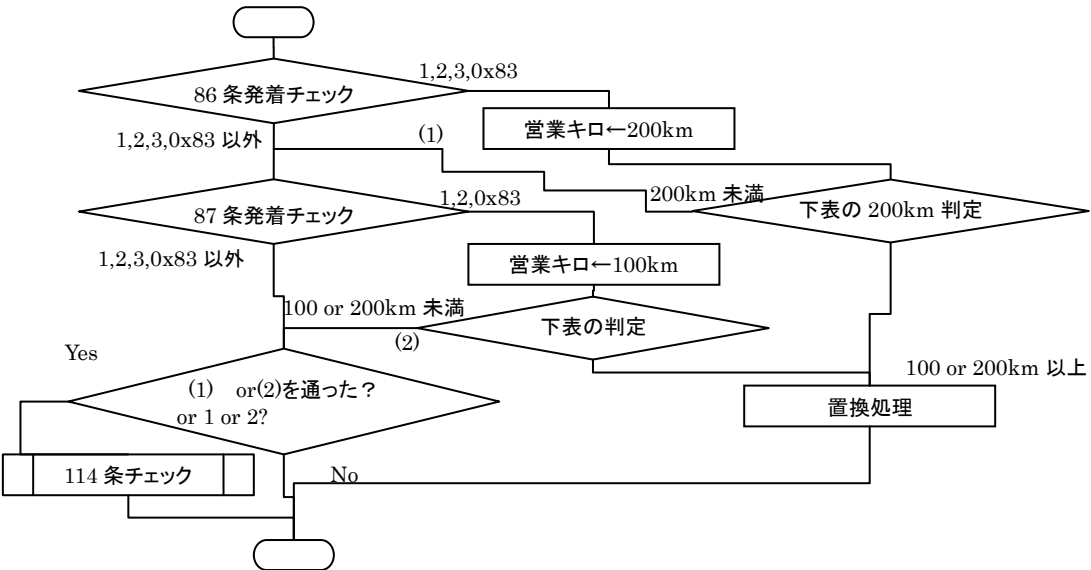 1,2,3,0x83
86 条発着チェック
営業キロ←200km
1,2,3,0x83 以外
(1)
1,2,0x83
200km 未満
87 条発着チェック
下表の 200km 判定
1,2,3,0x83 以外
営業キロ←100km
100 or 200km 未満
下表の判定
(2)
Yes
100 or 200km 以上
(1) or(2)を通った？
or 1 or 2?
置換処理
114 条チェック
No